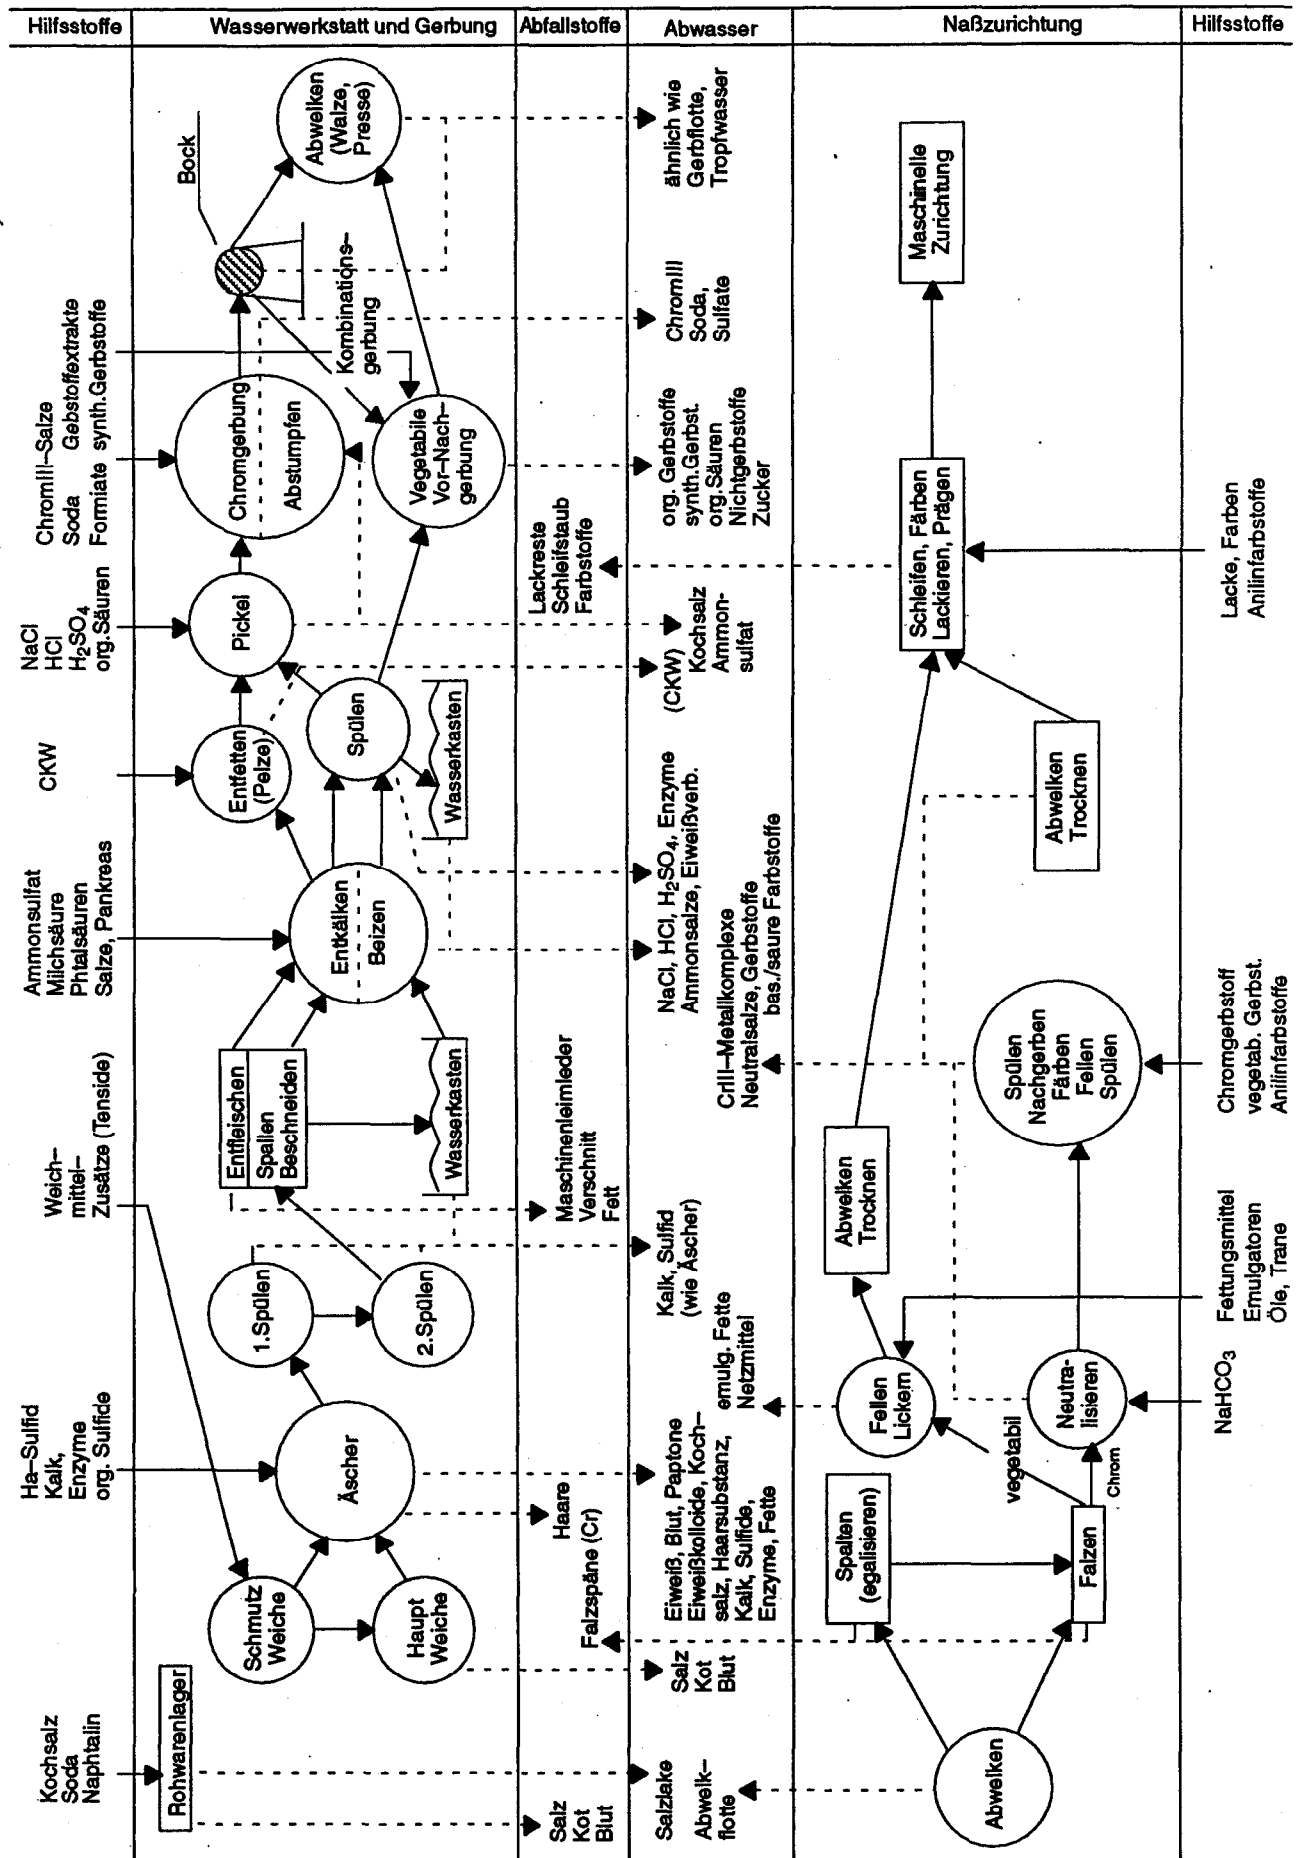 Hilfsstoffe
Wasserwerkstatt und Gerbung
Abfallstoffe
Abwasser
Naßzurichtung
Hilfsstoffe
Kochsalz
Soda
Naphtalin
Ha–Sulfid
Kalk,
Enzyme
org. Sulfide
Weich–
mittel–
Zusätze (Tenside)
Ammonsulfat
Milchsäure
Phtalsäuren
Salze, Pankreas
CKW
NaCl
HCl
H2SO4
org.Säuren
ChromIII–Salze
Soda Gebstoffextrakte
Formiate synth.Gerbstoffe
Rohwarenlager
Schmutz
Weiche
Haupt
Weiche
Äscher
1.Spülen
2.Spülen
Entfleischen
Spalten
Beschneiden
Wasserkasten
Entkälken
Beizen
Entfetten
(Pelze)
Spülen
Wasserkasten
Pickel
Chromgerbung
Abstumpfen
Vegetabile
Vor–Nach–
gerbung
Kombinations–
gerbung
Bock
Abwelken
(Walze,
Presse)
Salz
Kot
Blut
Falzspäne (Cr)
Haare
Maschinenleimleder
Verschnitt
Fett
Lackreste
Schleifstaub
Farbstoffe
Salzlake
Abwelk–
flotte
Salz
Kot
Blut
Eiweiß, Blut, Paptone
Eiweißkolloide, Koch–
salz, Haarsubstanz,
Kalk, Sulfide,
Enzyme, Fette
emulg. Fette
Netzmittel
Kalk, Sulfid
(wie Äscher)
CrIII–Metallkomplexe
Neutralsalze, Gerbstoffe
bas./saure Farbstoffe
NaCl, HCl, H2SO4, Enzyme
Ammonsalze, Eiweißverb.
(CKW)
Kochsalz
Ammon-
sulfat
org. Gerbstoffe
synth.Gerbst.
org.Säuren
Nichtgerbstoffe
Zucker
ChromIII
Soda,
Sulfate
ähnlich wie
Gerbflotte,
Tropfwasser
Abwelken
Spalten
(egalisieren)
Falzen
vegetabil
Chrom
Fellen
Lickern
Neutra-
lisieren
Abwelken
Trocknen
Spülen
Nachgerben
Färben
Fellen
Spülen
Abwelken
Trocknen
Schleifen, Färben
Lackieren, Prägen
Maschinelle
Zurichtung
NaHCO3
Fettungsmittel
Emulgatoren
Öle, Trane
Chromgerbstoff
vegetab. Gerbst.
Anilinfarbstoffe
Lacke, Farben
Anilinfarbstoffe